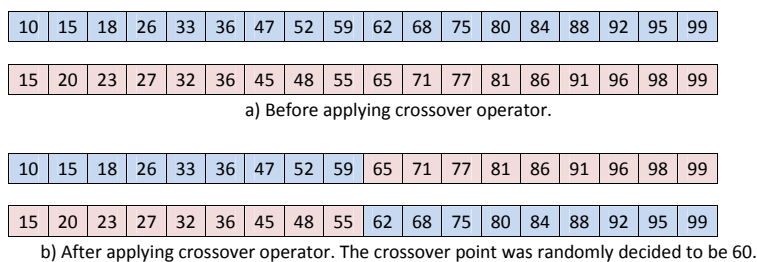 10 15 18 26 33 36 47 52 59 62 68 75 80 84 88 92 95 99
15 20 23 27 32 36 45 48 55 65 71 77 81 86 91 96 98 99
a) Before applying crossover operator.
10 15 18 26 33 36 47 52 59 65 71 77 81 86 91 96 98 99
15 20 23 27 32 36 45 48 55 62 68 75 80 84 88 92 95 99
b) After applying crossover operator. The crossover point was randomly decided to be 60.